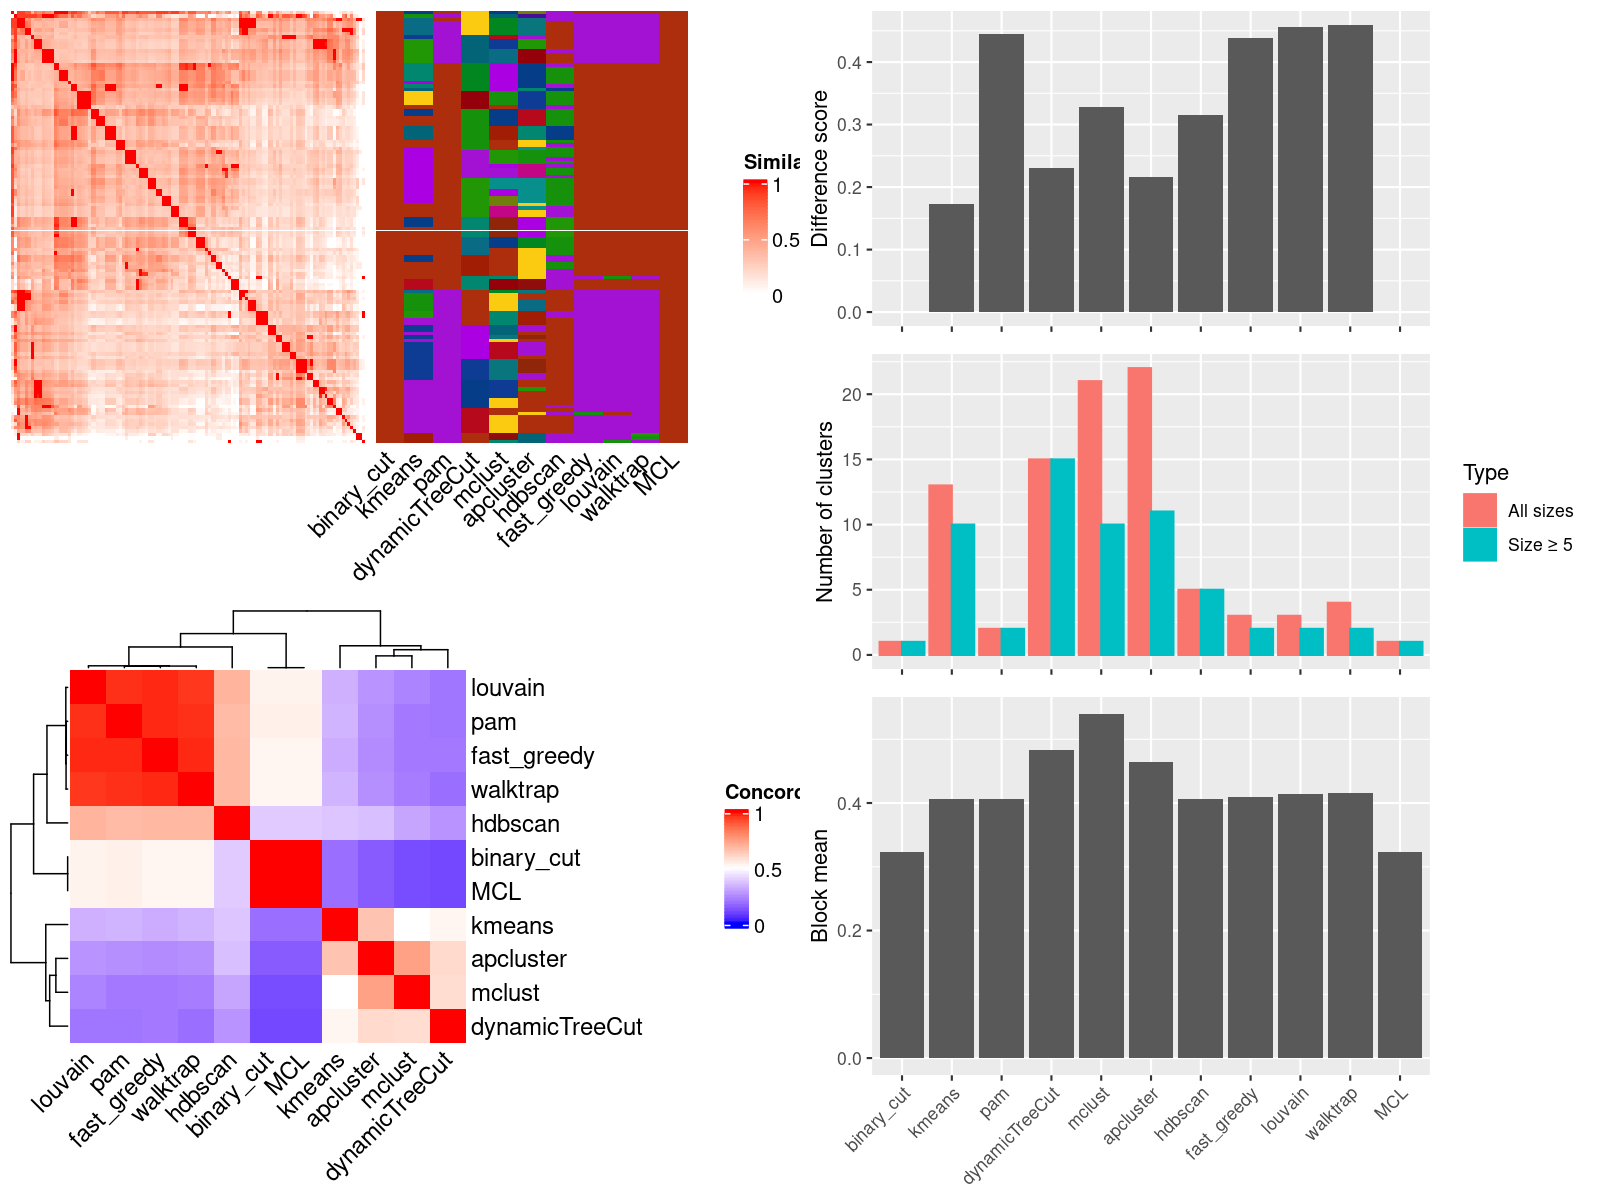 Simila
1
0.5
0
binary_cut
kmeans
pam
dynamicTreeCut
mclust
apcluster
hdbscan
fast_greedy
louvain
walktrap
MCL
louvain
pam
fast_greedy
walktrap
hdbscan
binary_cut
MCL
kmeans
apcluster
mclust
dynamicTreeCut
louvain
pam
fast_greedy
walktrap
hdbscan
binary_cut
MCL
kmeans
apcluster
mclust
dynamicTreeCut
Concord
1
0.5
0
Difference score
0.4
0.3
0.2
0.1
0.0
Number of clusters
20
15
10
5
0
Type
All sizes
Size ≥ 5
Block mean
0.4
0.2
0.0
binary_cut
kmeans
pam
dynamicTreeCut
mclust
apcluster
hdbscan
fast_greedy
louvain
walktrap
MCL